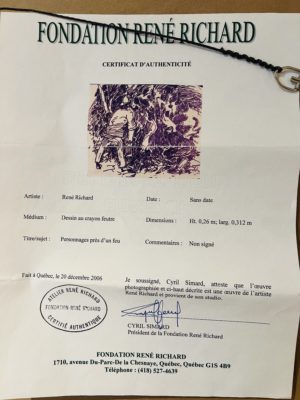 FONDATION RENÉ RICHARD
CERTIFICAT D'AUTHENTICITÉ
Artiste : René Richard Date : Sans date
Médium : Dessin au crayon feutre Dimensions : Ht. 0,26 m; larg. 0,312 m
Titre/sujet : Personnages près d'un feu Commentaires : Non signé
Fait à Québec, le 20 décembre 2006
Je soussigné, Cyril Simard, atteste que l'œuvre
photographiée et ci-haut décrite est une œuvre de l'artiste
René Richard et provient de son studio.
ATELIER RENÉ RICHARD
FONDATION RENÉ RICHARD
CERTIFIÉ AUTHENTIQUE
CYRIL SIMARD
Président de la Fondation René Richard
FONDATION RENÉ RICHARD
1710, avenue Du-Parc-De la Chesnaye, Québec, Québec G1S 4B9
Téléphone : (418) 527-4639